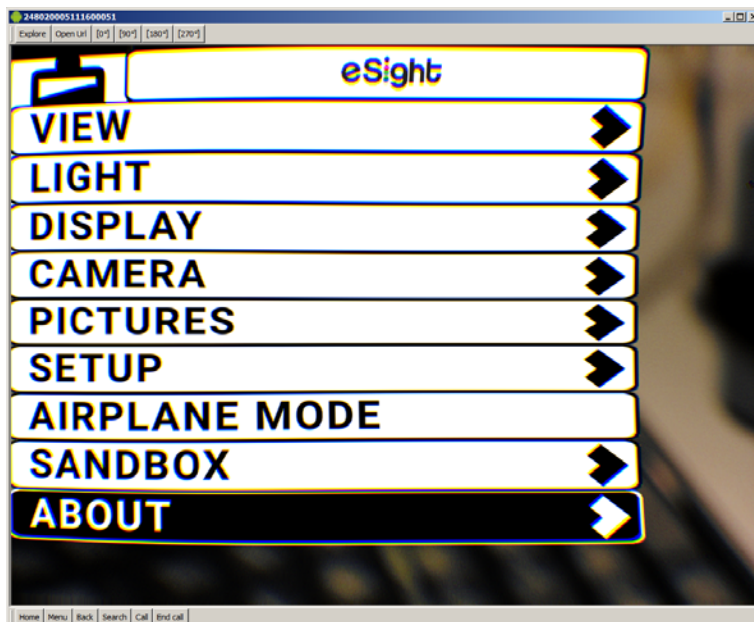 248020005111600051
Explore Open Url [0°] [90°] [180°] [270°]
eSight
VIEW
LIGHT
DISPLAY
CAMERA
PICTURES
SETUP
AIRPLANE MODE
SANDBOX
ABOUT
Home Menu Back Search Call End call